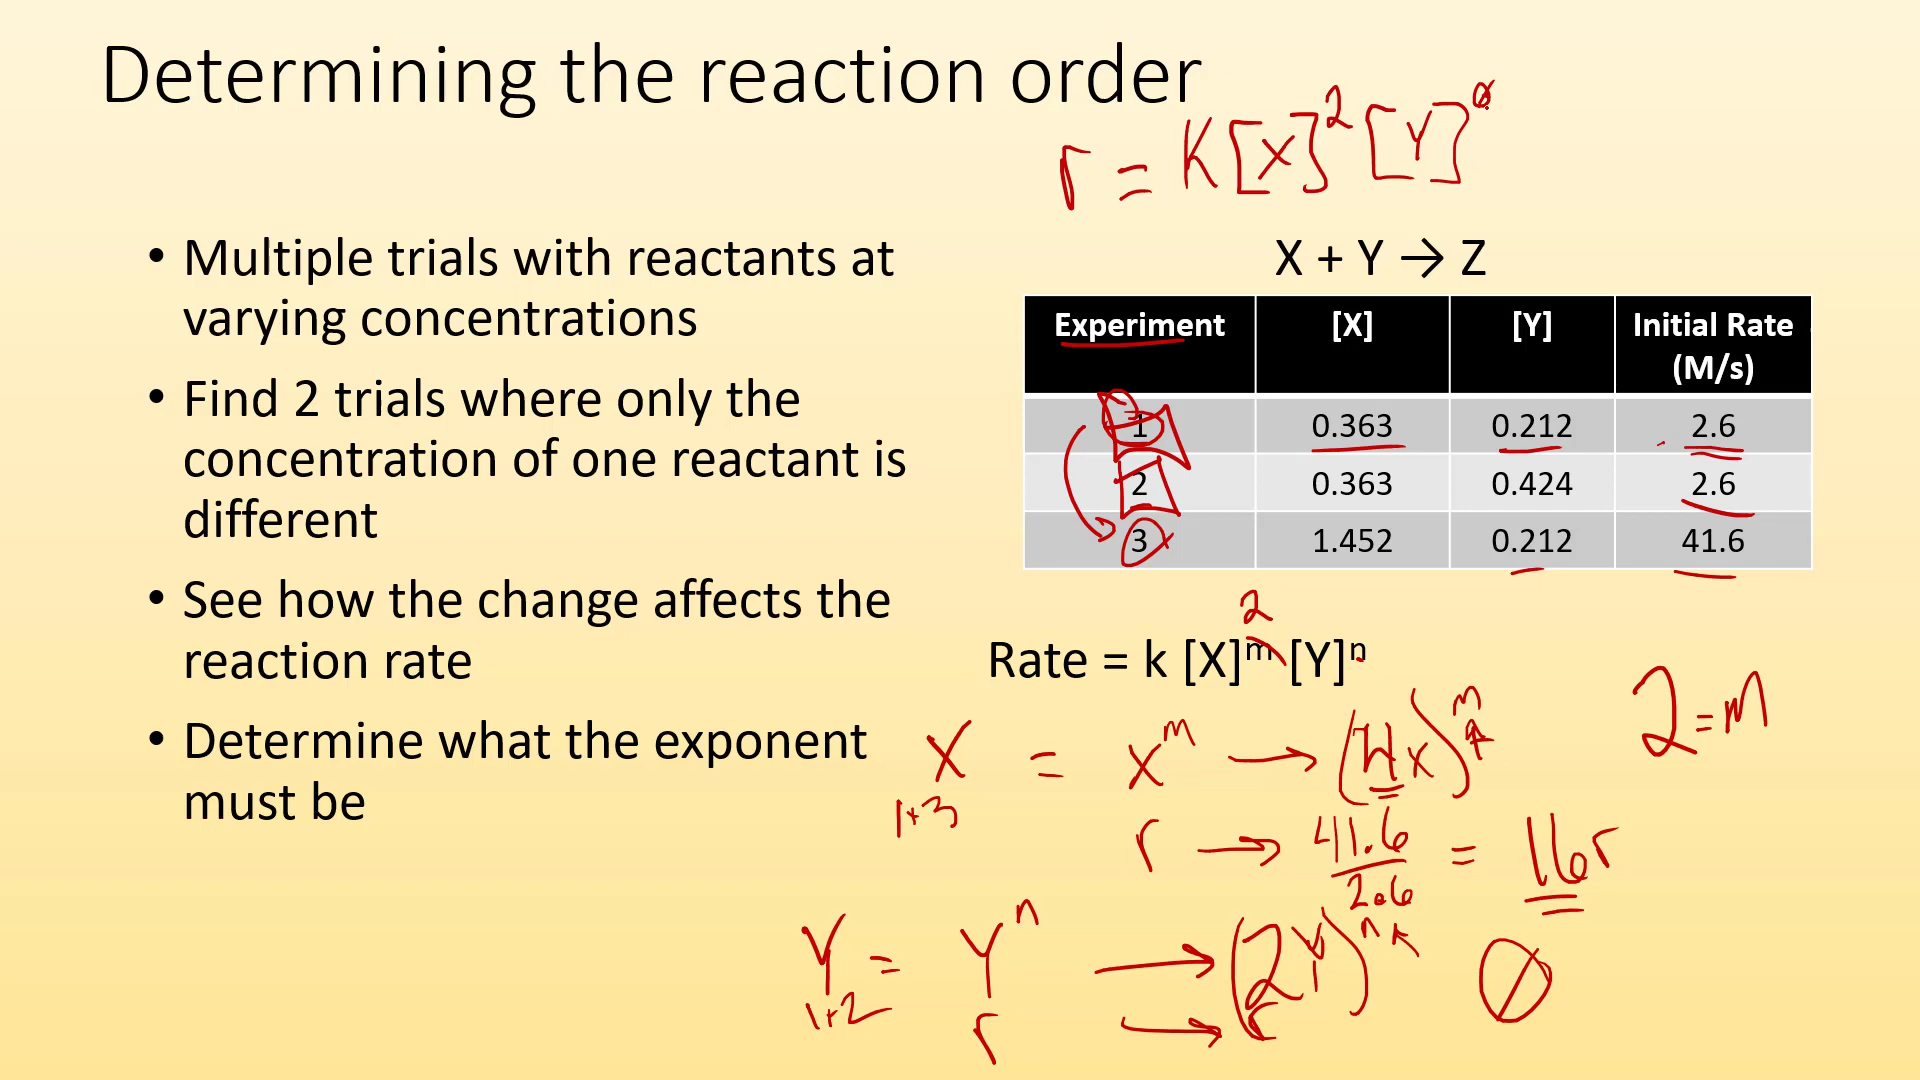 Determining the reaction order
r = K[X]² [Y]⁰
• Multiple trials with reactants at
varying concentrations
• Find 2 trials where only the
concentration of one reactant is
different
• See how the change affects the
reaction rate
• Determine what the exponent
must be
X + Y → Z
Experiment [X] [Y] Initial Rate
(M/s)
1 0.363 0.212 2.6
2 0.363 0.424 2.6
3 1.452 0.212 41.6
2
Rate = k [X]ᵐ [Y]ⁿ
2 = m
X = xᵐ → (4x)ᵐ
1+3
r → 41.6 = 16r
2.6
Y = Yⁿ → (2Y)ⁿ 0
1+2
r → r